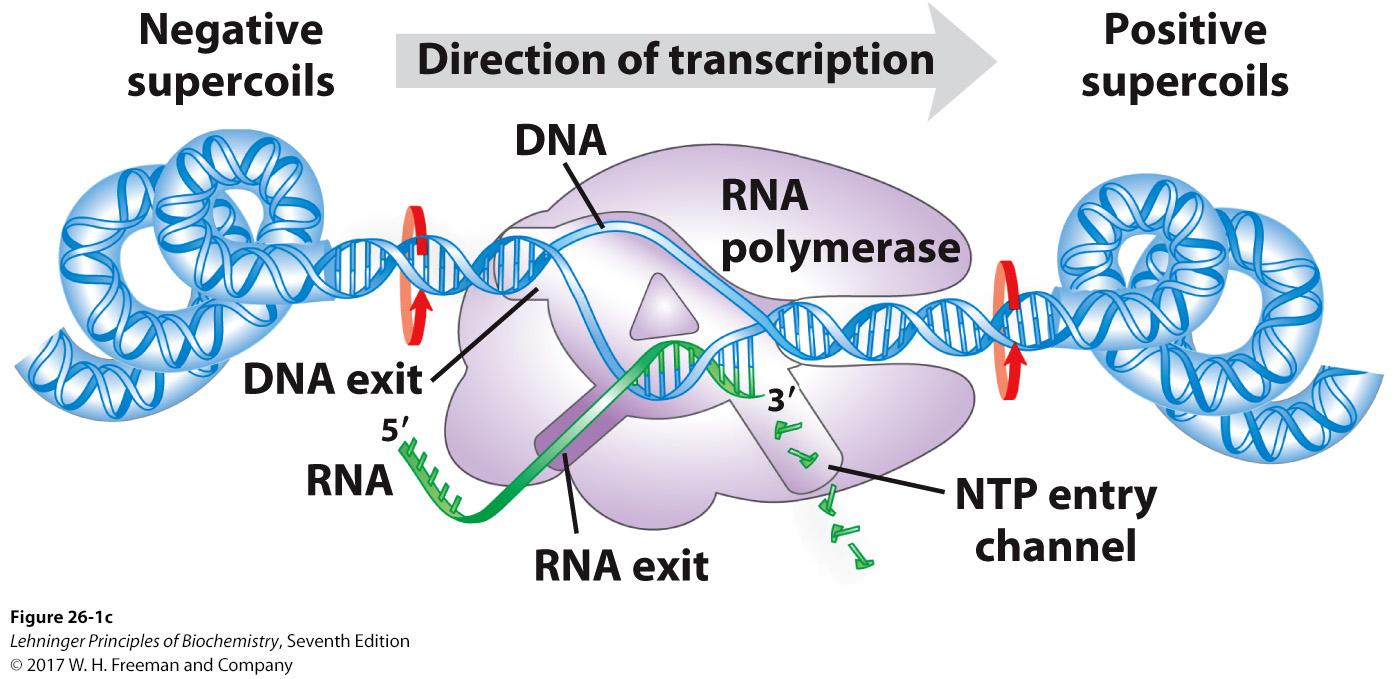 Negative
supercoils
Direction of transcription
Positive
supercoils
DNA
RNA
polymerase
DNA exit
3′
5′
RNA
NTP entry
channel
RNA exit
Figure 26-1c
Lehninger Principles of Biochemistry, Seventh Edition
© 2017 W. H. Freeman and Company